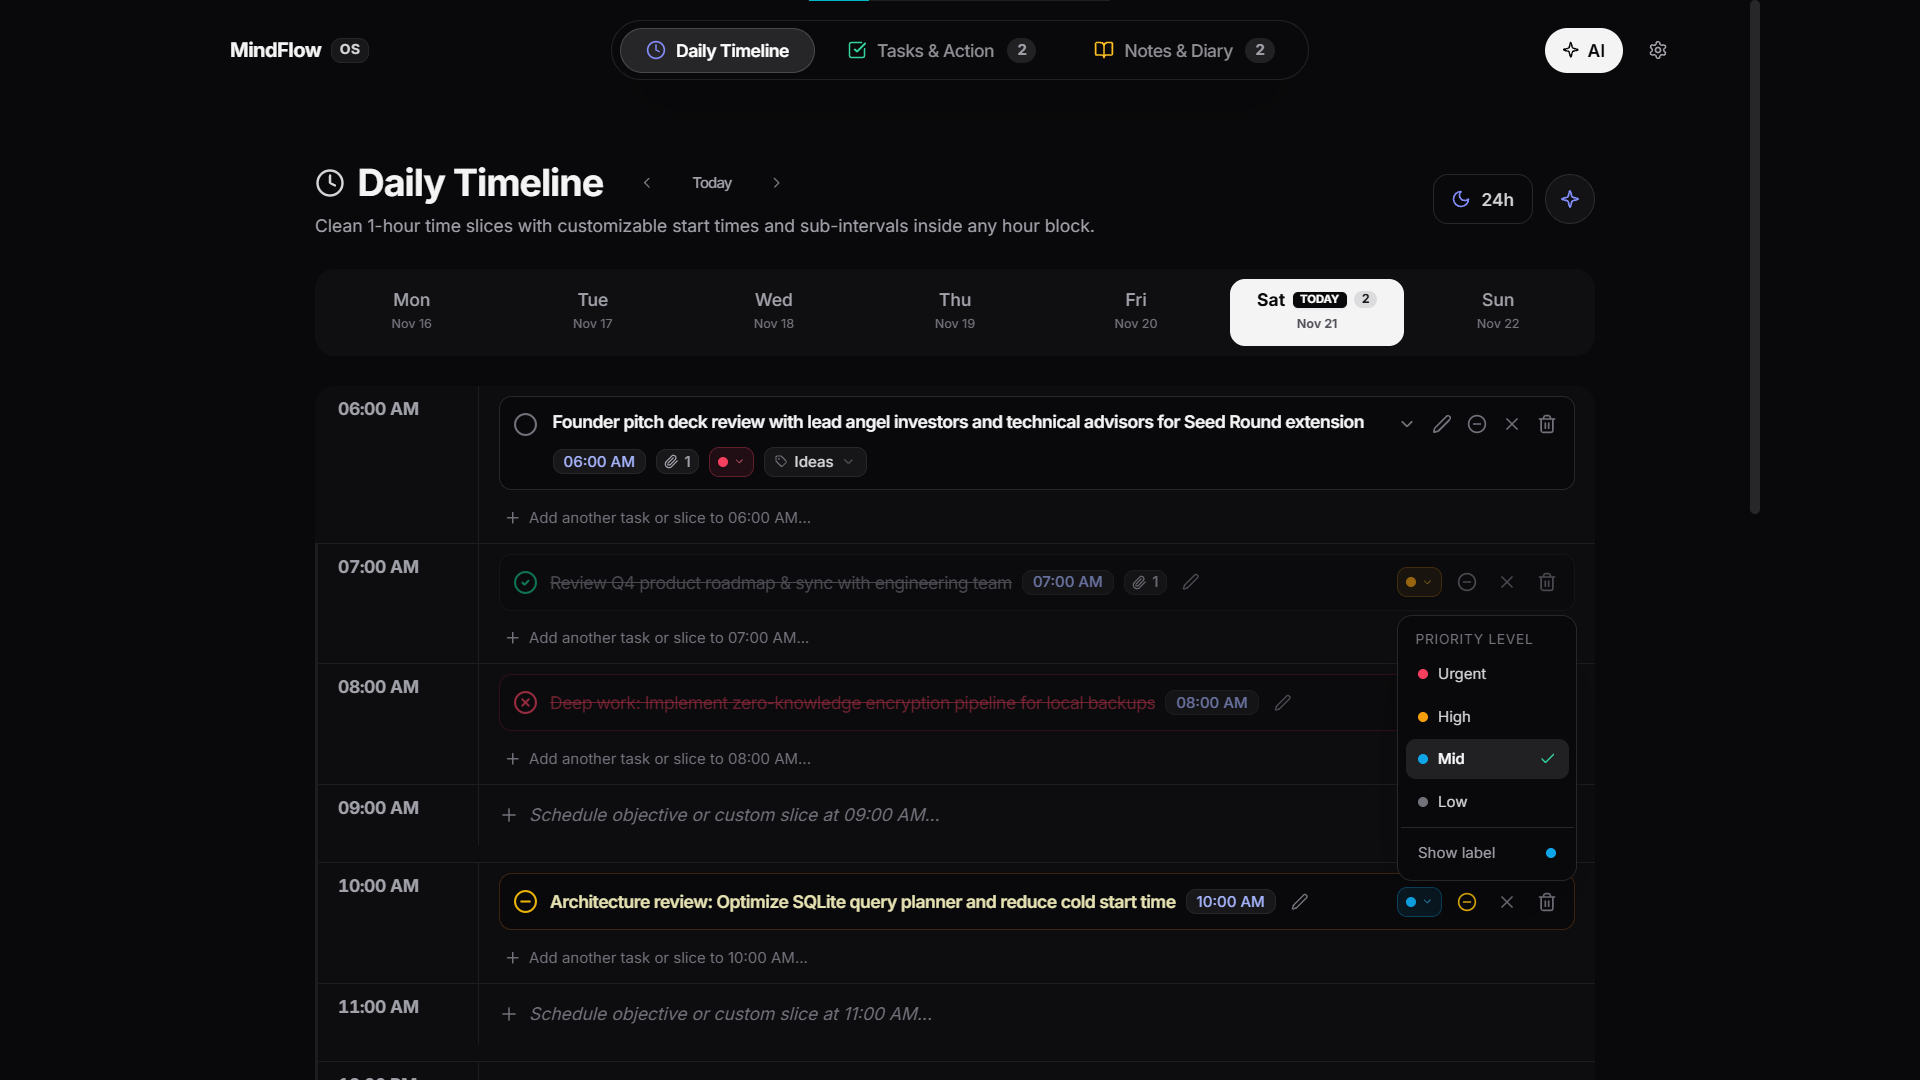 MindFlow OS
Daily Timeline
Tasks & Action 2
Notes & Diary 2
AI
Daily Timeline
Today
Clean 1-hour time slices with customizable start times and sub-intervals inside any hour block.
24h
Mon
Nov 16
Tue
Nov 17
Wed
Nov 18
Thu
Nov 19
Fri
Nov 20
Sat TODAY 2
Nov 21
Sun
Nov 22
06:00 AM
Founder pitch deck review with lead angel investors and technical advisors for Seed Round extension
06:00 AM 1 Ideas
Add another task or slice to 06:00 AM...
07:00 AM
Review Q4 product roadmap & sync with engineering team 07:00 AM 1
Add another task or slice to 07:00 AM...
08:00 AM
Deep work: Implement zero-knowledge encryption pipeline for local backups 08:00 AM
Add another task or slice to 08:00 AM...
PRIORITY LEVEL
Urgent
High
Mid
Low
Show label
09:00 AM
Schedule objective or custom slice at 09:00 AM...
10:00 AM
Architecture review: Optimize SQLite query planner and reduce cold start time 10:00 AM
Add another task or slice to 10:00 AM...
11:00 AM
Schedule objective or custom slice at 11:00 AM...